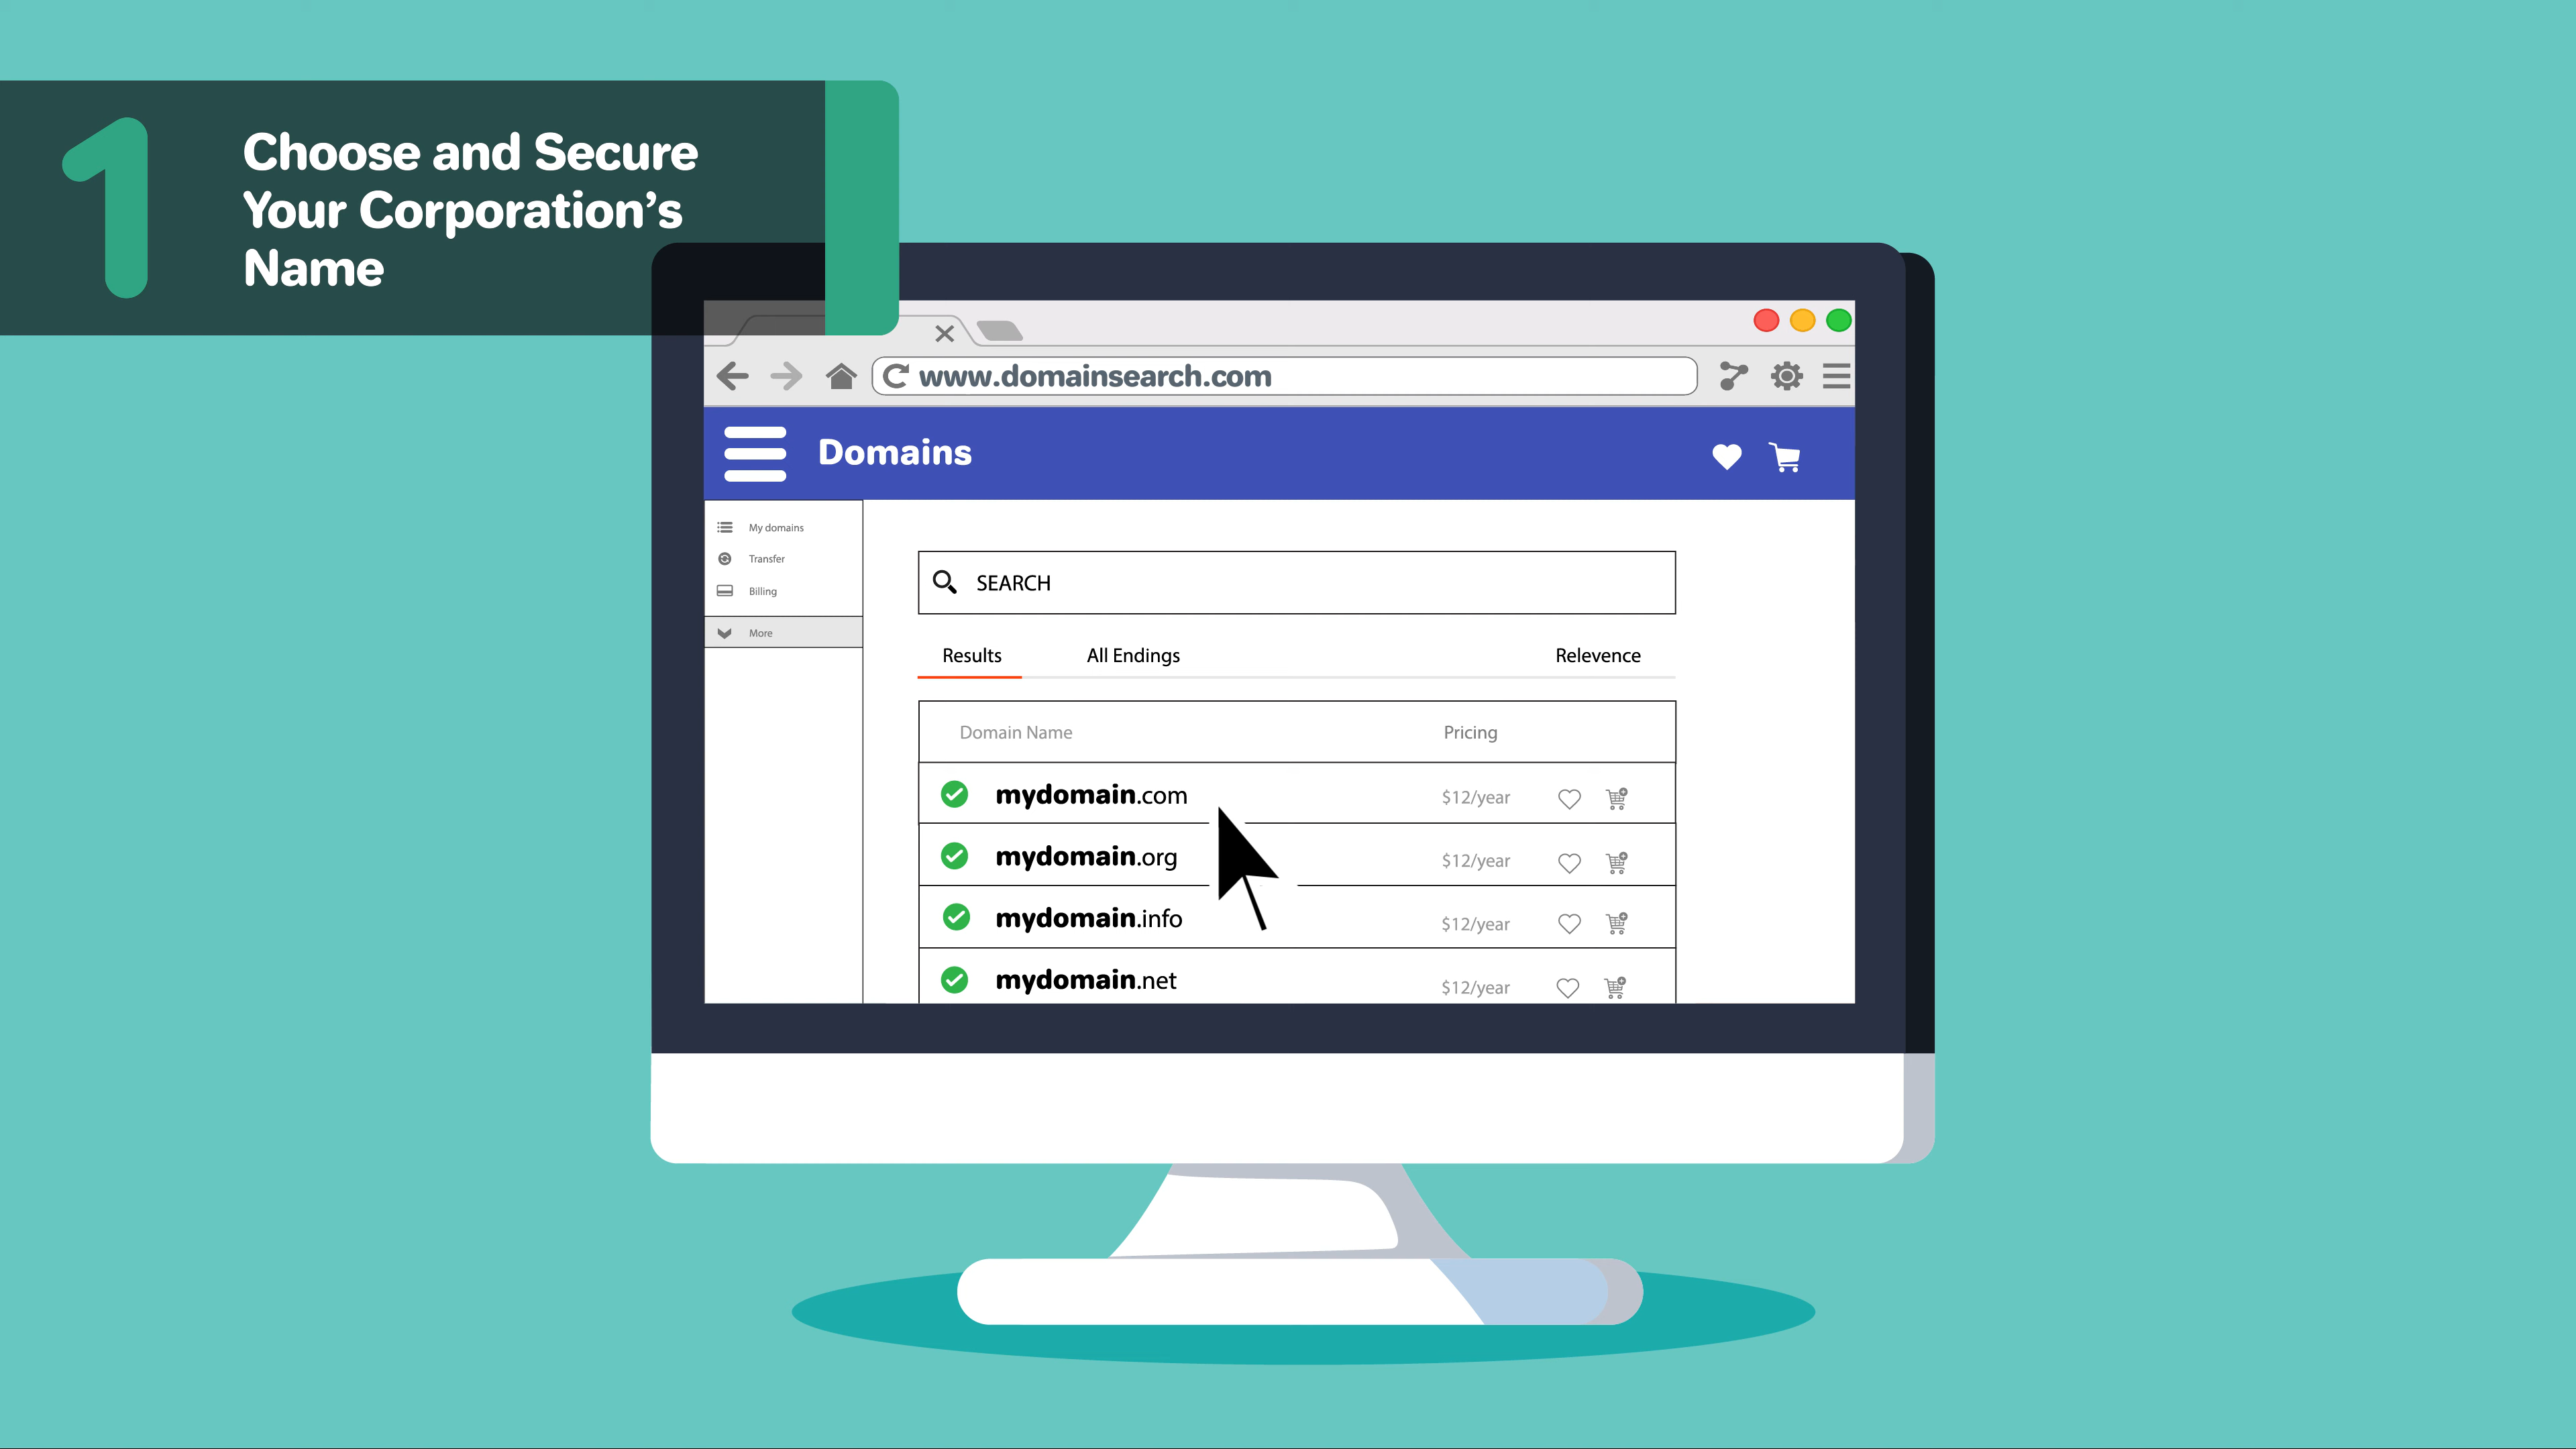 1
Choose and Secure
Your Corporation’s
Name
www.domainsearch.com
Domains
My domains
Transfer
Billing
More
SEARCH
Results All Endings Relevence
Domain Name Pricing
mydomain.com $12/year
mydomain.org $12/year
mydomain.info $12/year
mydomain.net $12/year